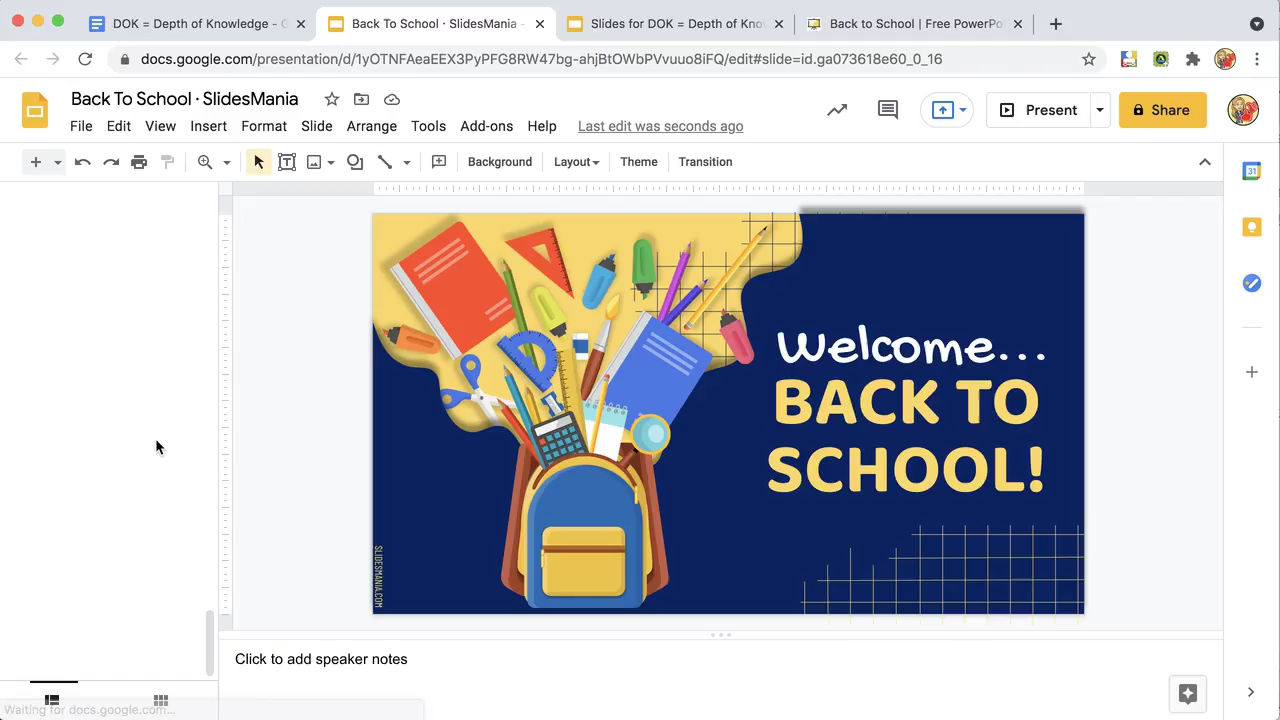 DOK = Depth of Knowledge - G
Back To School · SlidesMania -
Slides for DOK = Depth of Know
Back to School | Free PowerPo
docs.google.com/presentation/d/1yOTNFAexEEX3PyPFG8RW47bg-ahjBtOWbPVvuuo8iFQ/edit#slide=id.ga073618e60_0_16
Back To School · SlidesMania
File Edit View Insert Format Slide Arrange Tools Add-ons Help Last edit was seconds ago
Present
Share
Background Layout Theme Transition
31
Welcome...
BACK TO
SCHOOL!
SLIDESMANIA.COM
Click to add speaker notes
Waiting for docs.google.com...